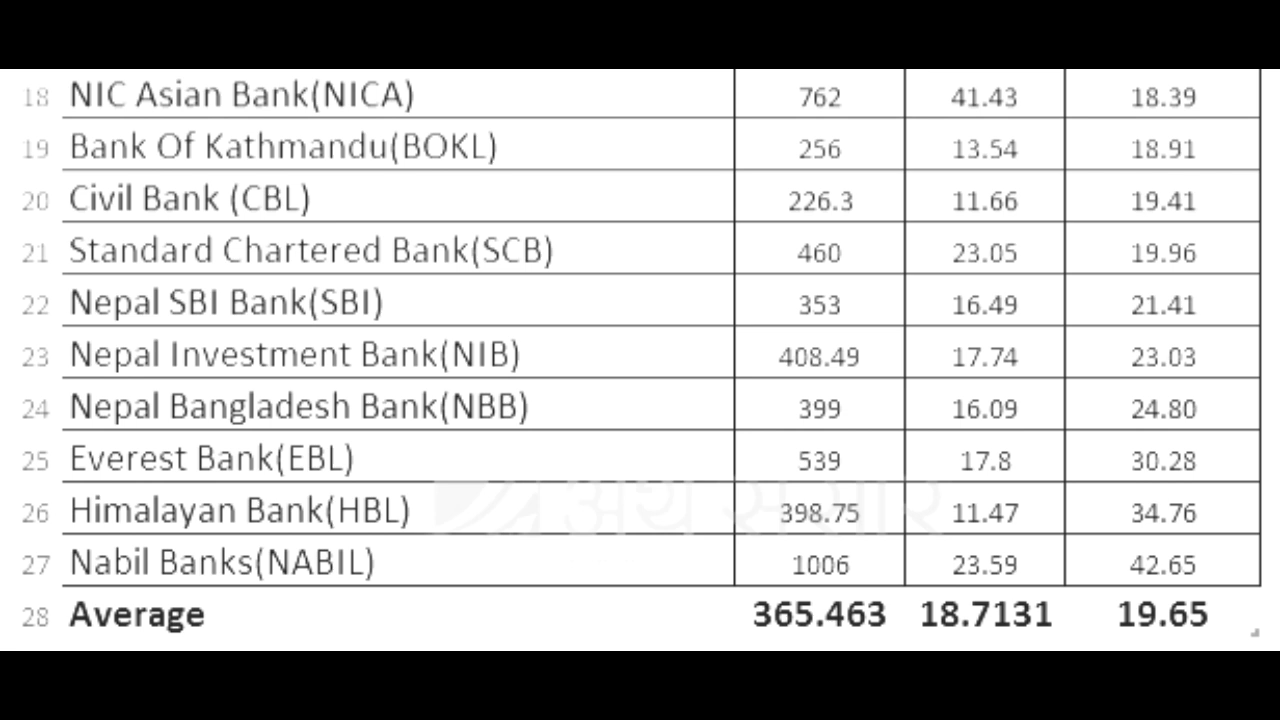 18 NIC Asian Bank(NICA) 762 41.43 18.39
19 Bank Of Kathmandu(BOKL) 256 13.54 18.91
20 Civil Bank (CBL) 226.3 11.66 19.41
21 Standard Chartered Bank(SCB) 460 23.05 19.96
22 Nepal SBI Bank(SBI) 353 16.49 21.41
23 Nepal Investment Bank(NIB) 408.49 17.74 23.03
24 Nepal Bangladesh Bank(NBB) 399 16.09 24.80
25 Everest Bank(EBL) 539 17.8 30.28
26 Himalayan Bank(HBL) 398.75 11.47 34.76
27 Nabil Banks(NABIL) 1006 23.59 42.65
28 Average 365.463 18.7131 19.65